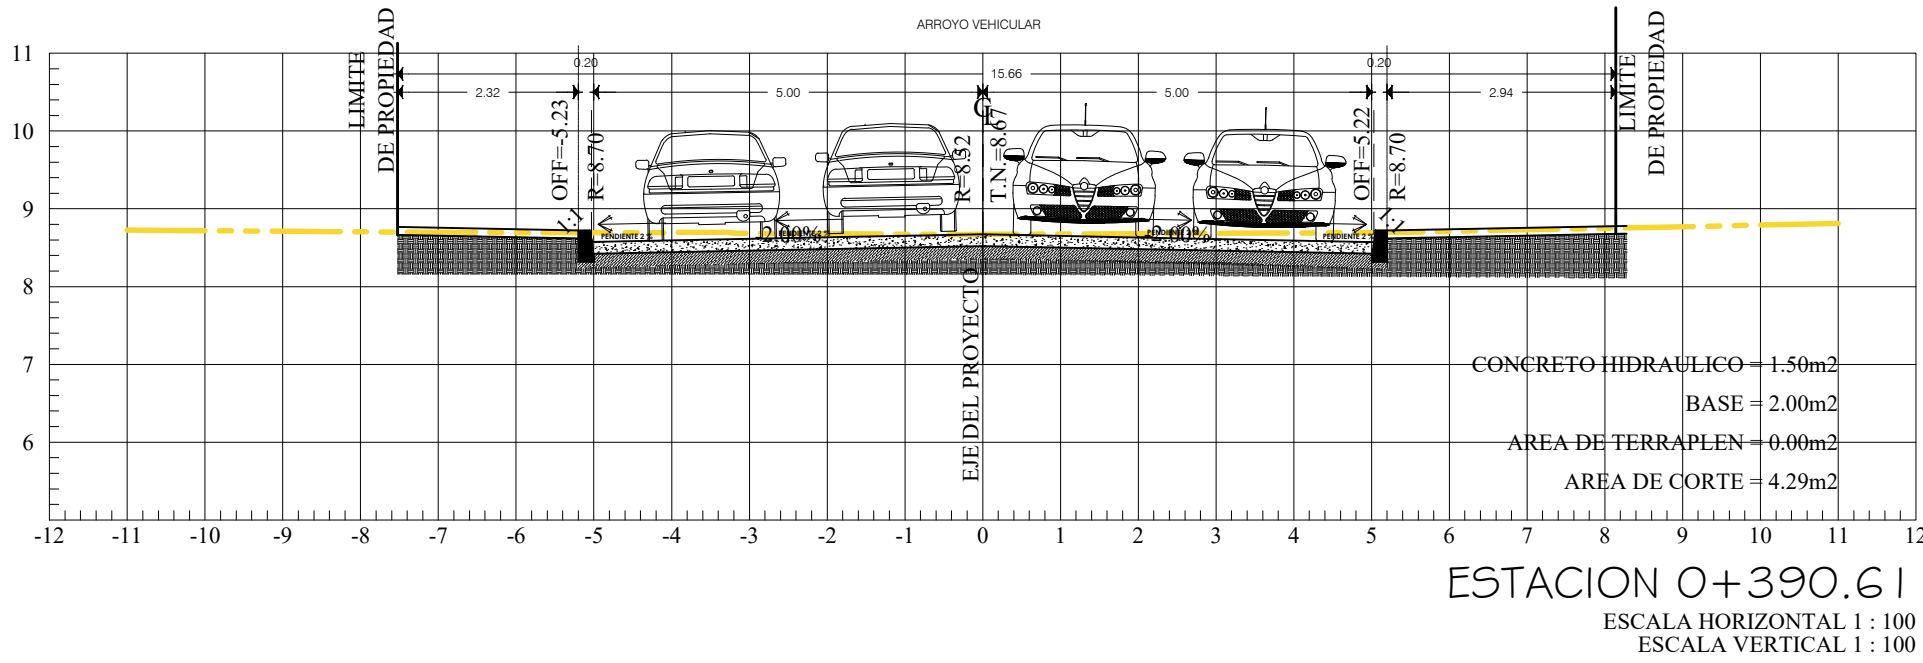 ARROYO VEHICULAR
LIMITE
DE PROPIEDAD
LIMITE
DE PROPIEDAD
0.20
15.66
0.20
2.32
5.00
5.00
2.94
OFF=-5.23
R=8.70
R=8.52
T.N.=8.67
OFF=5.22
R=8.70
1:1
PENDIENTE 2 %
PENDIENTE 2 %
EJE DEL PROYECTO
11
10
9
8
7
6
CONCRETO HIDRAULICO = 1.50m2
BASE = 2.00m2
AREA DE TERRAPLEN = 0.00m2
AREA DE CORTE = 4.29m2
-12 -11 -10 -9 -8 -7 -6 -5 -4 -3 -2 -1 0 1 2 3 4 5 6 7 8 9 10 11 12
ESTACION 0+390.61
ESCALA HORIZONTAL 1 : 100
ESCALA VERTICAL 1 : 100